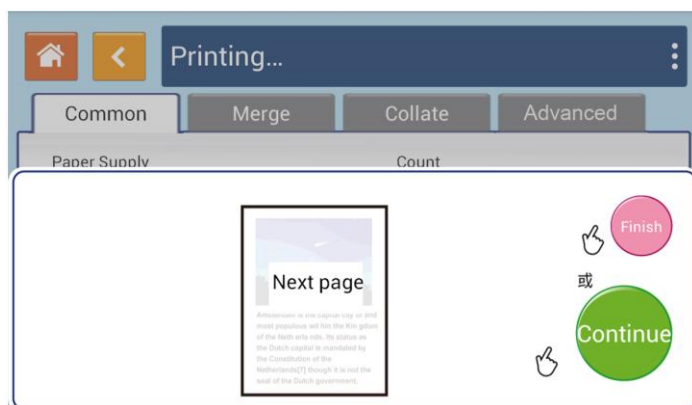 Printing...
Common Merge Collate Advanced
Paper Supply Count
Finish
Next page
或
Continue
Amsterdam is the capital city or and
most populous wit hin the Kin gdom
of the Neth erla nds. Its status as
the Dutch capital is mandated by
the Constitution of the
Netherlands[7] though it is not the
seat of the Dutch government,